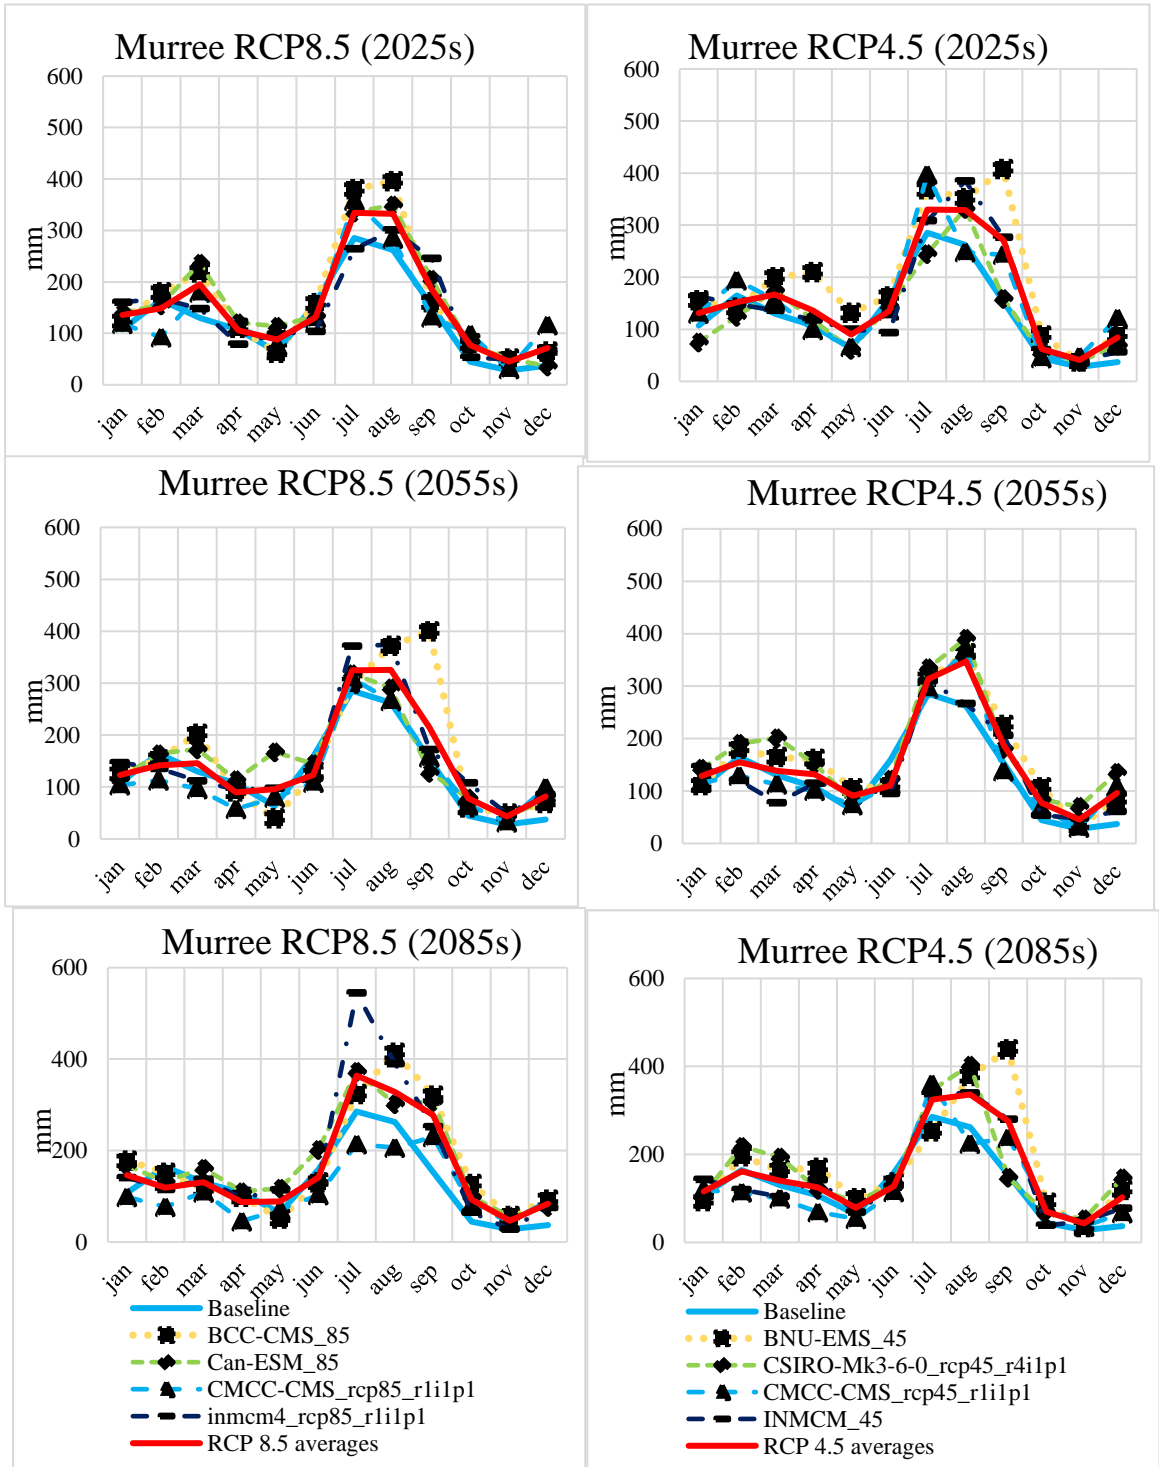 Murree RCP8.5 (2025s)
600
500
400
300
200
100
0
mm
jan feb mar apr may jun jul aug sep oct nov dec
Murree RCP4.5 (2025s)
600
500
400
300
200
100
0
mm
jan feb mar apr may jun jul aug sep oct nov dec
Murree RCP8.5 (2055s)
600
500
400
300
200
100
0
mm
jan feb mar apr may jun jul aug sep oct nov dec
Murree RCP4.5 (2055s)
600
500
400
300
200
100
0
mm
jan feb mar apr may jun jul aug sep oct nov dec
Murree RCP8.5 (2085s)
600
400
200
0
mm
jan feb mar apr may jun jul aug sep oct nov dec
Baseline
BCC-CMS_85
Can-ESM_85
CMCC-CMS_rcp85_r1i1p1
inmcm4_rcp85_r1i1p1
RCP 8.5 averages
Murree RCP4.5 (2085s)
600
400
200
0
mm
jan feb mar apr may jun jul aug sep oct nov dec
Baseline
BNU-EMS_45
CSIRO-Mk3-6-0_rcp45_r4i1p1
CMCC-CMS_rcp45_r1i1p1
INMCM_45
RCP 4.5 averages